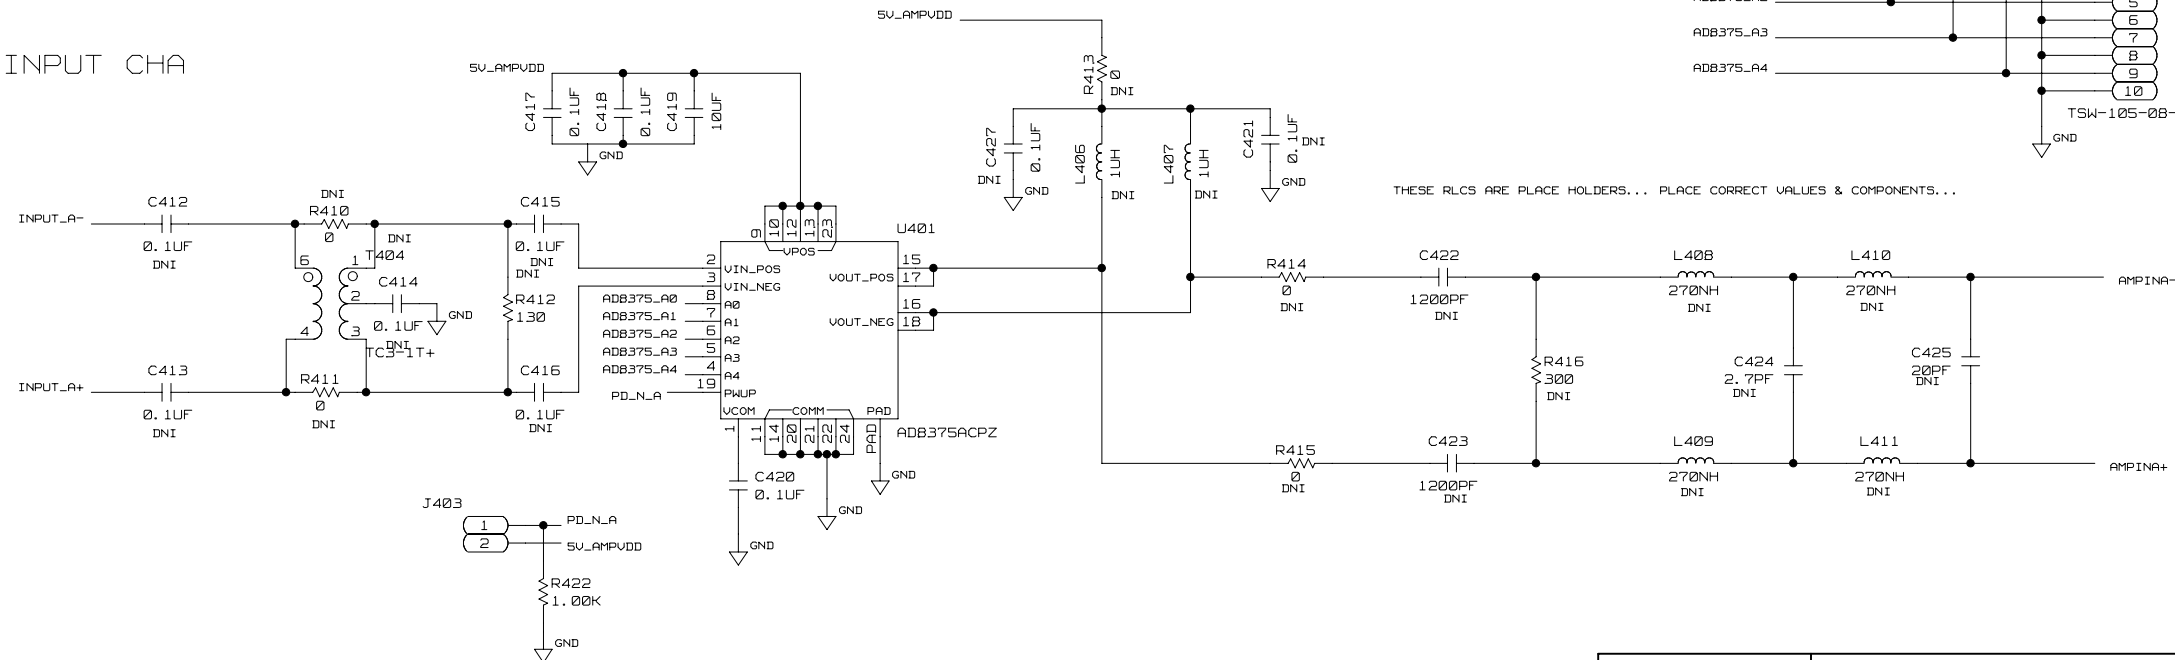 INPUT CHA
5V_AMPVDD
C417
0.1UF
C418
0.1UF
C419
10UF
GND
5V_AMPVDD
R413
0
DNI
C427
0.1UF
DNI
GND
L406
1UH
DNI
L407
1UH
DNI
C421
0.1UF
DNI
GND
5
6
AD8375_A3
7
8
AD8375_A4
9
10
TSW-105-08-
GND
THESE RLCS ARE PLACE HOLDERS... PLACE CORRECT VALUES & COMPONENTS...
INPUT_A-
C412
0.1UF
DNI
DNI
R410
0
DNI
T404
6
1
2
4
3
C414
0.1UF
DNI
GND
TC3-1T+
C415
0.1UF
DNI
R412
130
INPUT_A+
C413
0.1UF
DNI
R411
0
DNI
C416
0.1UF
DNI
9
10
12
13
23
VPOS
U401
2
VIN_POS
3
VIN_NEG
AD8375_A0
8
A0
AD8375_A1
7
A1
AD8375_A2
6
A2
AD8375_A3
5
A3
AD8375_A4
4
A4
PD_N_A
19
PWUP
15
VOUT_POS
17
16
VOUT_NEG
18
VCOM
COMM
PAD
1
11
14
20
21
22
24
PAD
AD8375ACPZ
C420
0.1UF
GND
GND
GND
R414
0
DNI
C422
1200PF
DNI
R416
300
DNI
L408
270NH
DNI
L410
270NH
DNI
AMPINA-
C424
2.7PF
DNI
C425
20PF
DNI
R415
0
DNI
C423
1200PF
DNI
L409
270NH
DNI
L411
270NH
DNI
AMPINA+
J403
1
PD_N_A
2
5V_AMPVDD
R422
1.00K
GND